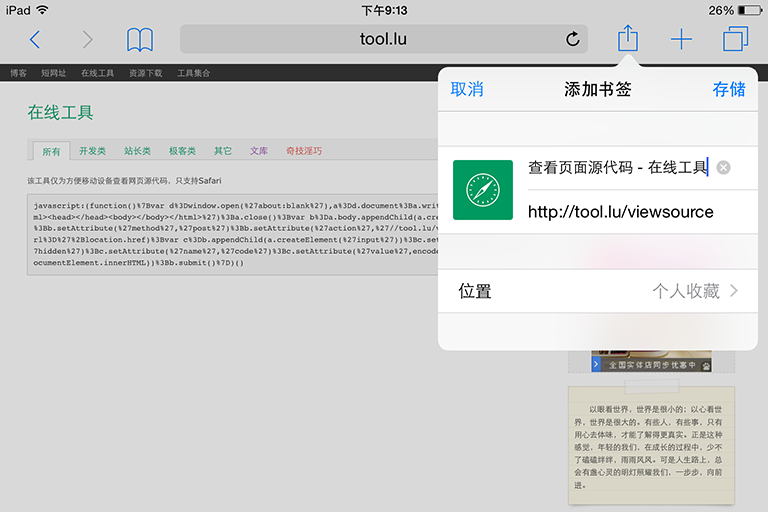 iPad 下午9:13 26%
tool.lu
博客 短网址 在线工具 资源下载 工具集合
在线工具
所有 开发类 站长类 极客类 其它 文库 奇技淫巧
该工具仅为方便移动设备查看网页源代码，只支持Safari
javascript:(function()%7Bvar d%3Dwindow.open(%27about:blank%27),a%3Dd.document%3Ba.wri
ml><head></head><body></body></html>%27)%3Ba.close()%3Bvar b%3Da.body.appendChild(a.cre
%3Bb.setAttribute(%27method%27,%27post%27)%3Bb.setAttribute(%27action%27,%27//tool.lu/v
rl%3D%27%2Blocation.href)%3Bvar c%3Db.appendChild(a.createElement(%27input%27))%3Bc.set
7hidden%27)%3Bc.setAttribute(%27name%27,%27code%27)%3Bc.setAttribute(%27value%27,encode
ocumentElement.innerHTML))%3Bb.submit()%7D)()
取消 添加书签 存储
查看页面源代码 - 在线工具
http://tool.lu/viewsource
位置 个人收藏
全国实体店同步优惠中
以眼看世界，世界是很小的；以心看世
界，世界是很大的。有些人，有些事，只有
用心去体味，才能了解得更真实。正是这种
感觉，年轻的我们，在成长的过程中，少不
了磕磕绊绊，雨雨风风。可是人生路上，总
会有盏心灵的明灯照耀我们，一步步，向前
进。